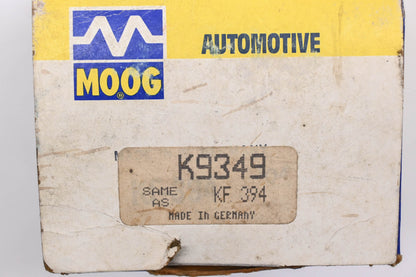 AUTOMOTIVE
MOOG®
K9349
SAME AS KF 394
MADE IN GERMANY